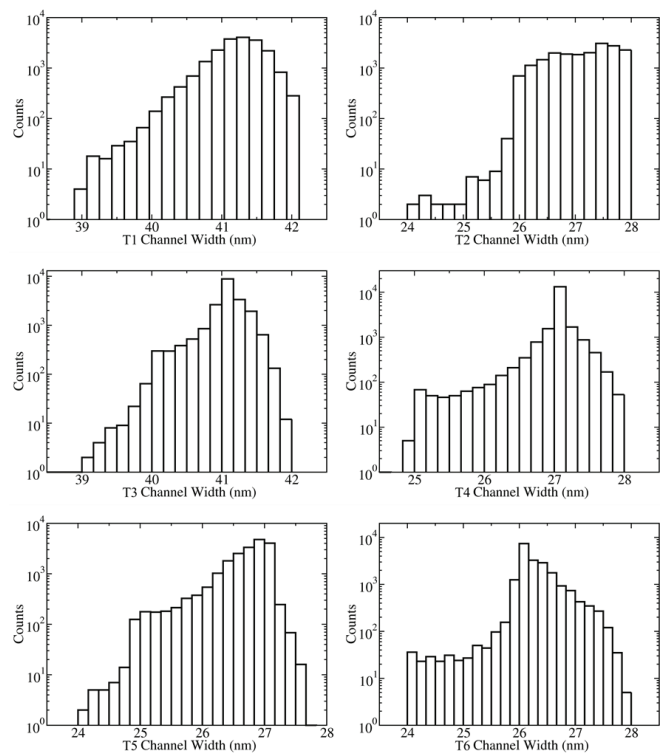 10^4
10^3
10^2
10^1
10^0
Counts
39 40 41 42
T1 Channel Width (nm)
10^4
10^3
10^2
10^1
10^0
Counts
24 25 26 27 28
T2 Channel Width (nm)
10^4
10^3
10^2
10^1
10^0
Counts
39 40 41 42
T3 Channel Width (nm)
10^4
10^3
10^2
10^1
10^0
Counts
25 26 27 28
T4 Channel Width (nm)
10^4
10^3
10^2
10^1
10^0
Counts
24 25 26 27 28
T5 Channel Width (nm)
10^4
10^3
10^2
10^1
10^0
Counts
24 25 26 27 28
T6 Channel Width (nm)